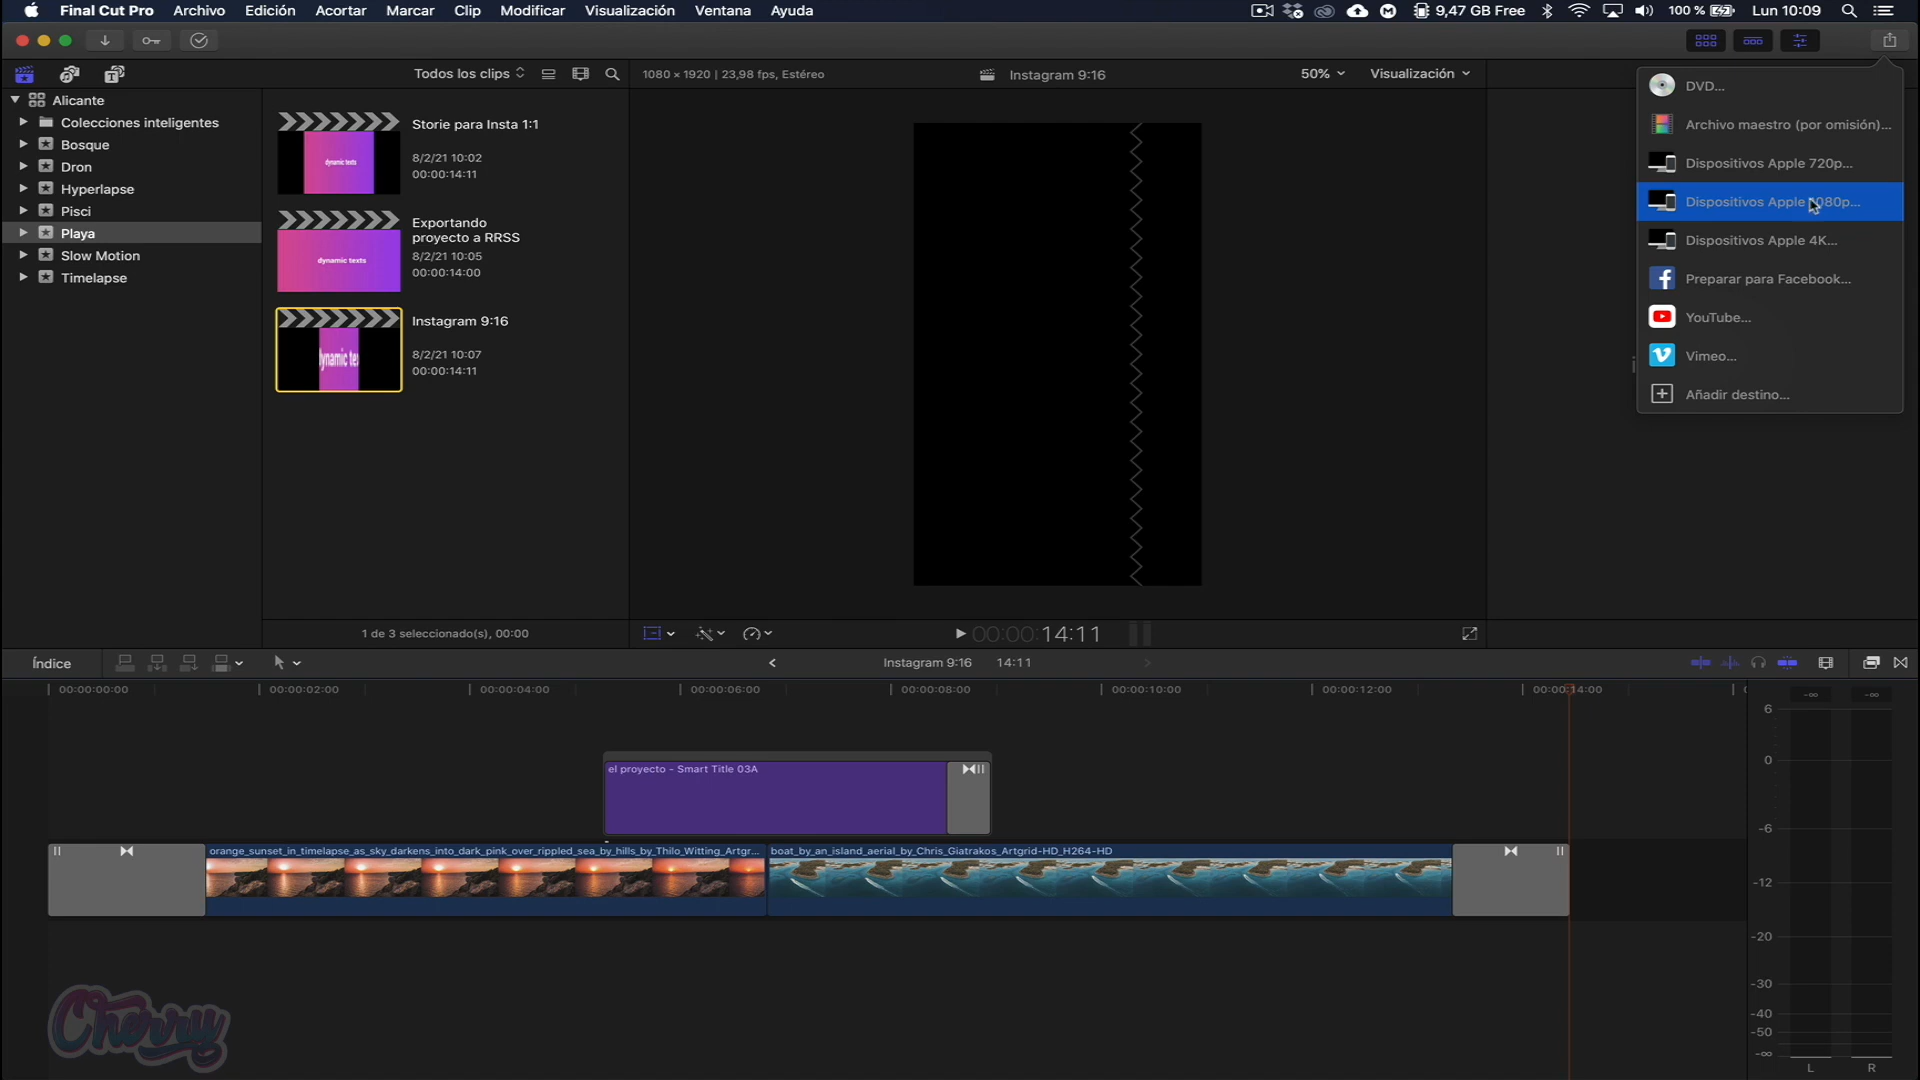 Final Cut Pro Archivo Edición Acortar Marcar Clip Modificar Visualización Ventana Ayuda 9,47 GB Free 100 % Lun 10:09
Todos los clips 1080 × 1920 | 23,98 fps, Estéreo Instagram 9:16 50% Visualización
Alicante
Colecciones inteligentes
Bosque
Dron
Hyperlapse
Pisci
Playa
Slow Motion
Timelapse
dynamic texts
Storie para Insta 1:1
8/2/21 10:02
00:00:14:11
dynamic texts
Exportando
proyecto a RRSS
8/2/21 10:05
00:00:14:00
Instagram 9:16
8/2/21 10:07
00:00:14:11
DVD...
Archivo maestro (por omisión)...
Dispositivos Apple 720p...
Dispositivos Apple 1080p...
Dispositivos Apple 4K...
Preparar para Facebook...
YouTube...
Vimeo...
Añadir destino...
1 de 3 seleccionado(s), 00:00
00:00:14:11
Índice Instagram 9:16 14:11
00:00:00:00 00:00:02:00 00:00:04:00 00:00:06:00 00:00:08:00 00:00:10:00 00:00:12:00 00:00:14:00
el proyecto – Smart Title 03A
orange_sunset_in_timelapse_as_sky_darkens_into_dark_pink_over_rippled_sea_by_hills_by_Thilo_Witting_Artgr...
boat_by_an_island_aerial_by_Chris_Giatrakos_Artgrid-HD_H264-HD
-∞ -∞
6
0
-6
-12
-20
-30
-40
-50
-∞
L R
Cherry